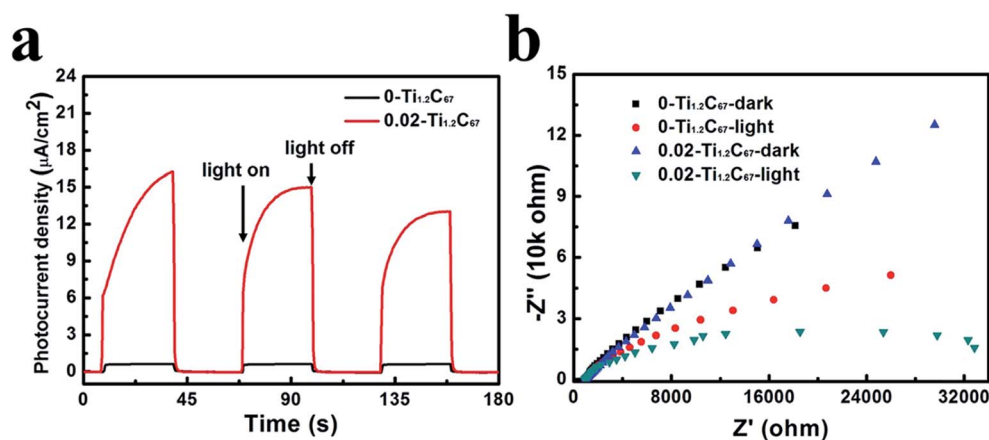 a
24
21
18
15
12
9
6
3
0
Photocurrent density (μA/cm²)
0-Ti₁.₂C₆₇
0.02-Ti₁.₂C₆₇
light on
light off
0 45 90 135 180
Time (s)
b
15
12
9
6
3
0
-Z'' (10k ohm)
0-Ti₁.₂C₆₇-dark
0-Ti₁.₂C₆₇-light
0.02-Ti₁.₂C₆₇-dark
0.02-Ti₁.₂C₆₇-light
0 8000 16000 24000 32000
Z' (ohm)